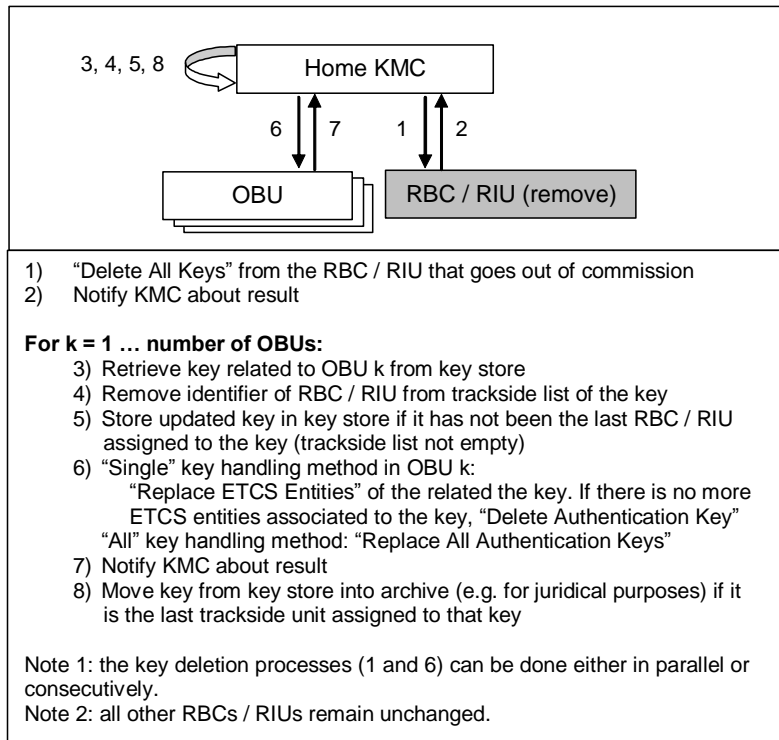 3, 4, 5, 8
Home KMC
6
7
1
2
OBU
RBC / RIU (remove)
1) “Delete All Keys” from the RBC / RIU that goes out of commission
2) Notify KMC about result
For k = 1 … number of OBUs:
3) Retrieve key related to OBU k from key store
4) Remove identifier of RBC / RIU from trackside list of the key
5) Store updated key in key store if it has not been the last RBC / RIU
assigned to the key (trackside list not empty)
6) “Single” key handling method in OBU k:
“Replace ETCS Entities” of the related the key. If there is no more
ETCS entities associated to the key, “Delete Authentication Key”
“All” key handling method: “Replace All Authentication Keys”
7) Notify KMC about result
8) Move key from key store into archive (e.g. for juridical purposes) if it
is the last trackside unit assigned to that key
Note 1: the key deletion processes (1 and 6) can be done either in parallel or
consecutively.
Note 2: all other RBCs / RIUs remain unchanged.